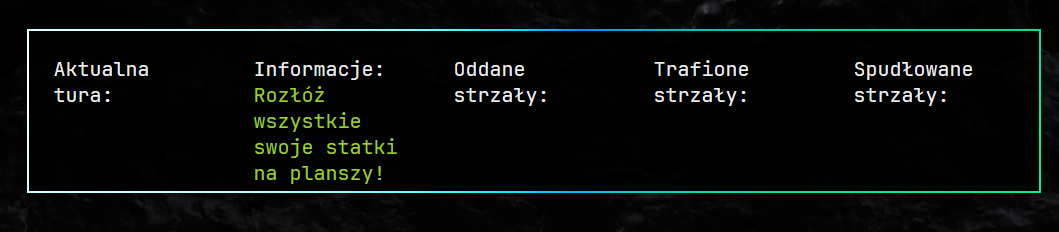 Aktualna
tura:
Informacje:
Rozłóż
wszystkie
swoje statki
na planszy!
Oddane
strzały:
Trafione
strzały:
Spudłowane
strzały: